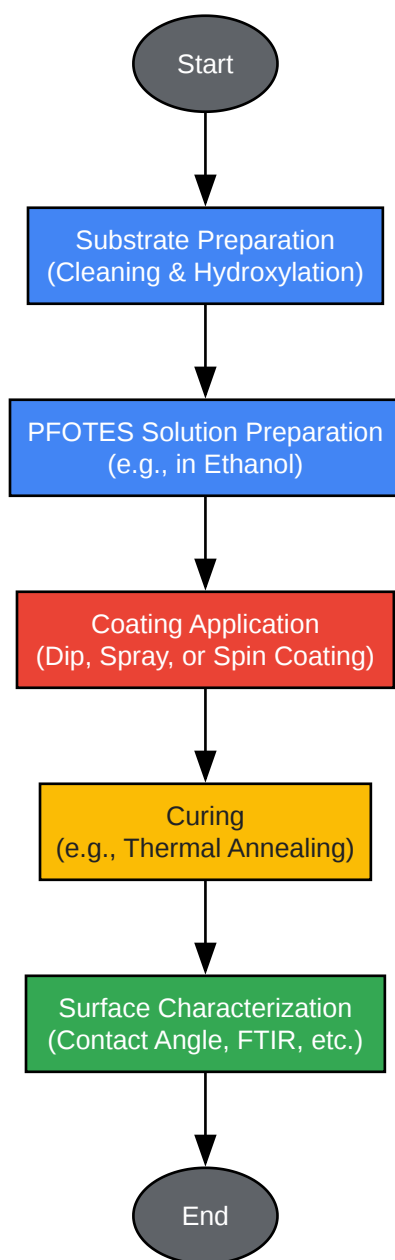 Start
Substrate Preparation
(Cleaning & Hydroxylation)
PFOTES Solution Preparation
(e.g., in Ethanol)
Coating Application
(Dip, Spray, or Spin Coating)
Curing
(e.g., Thermal Annealing)
Surface Characterization
(Contact Angle, FTIR, etc.)
End